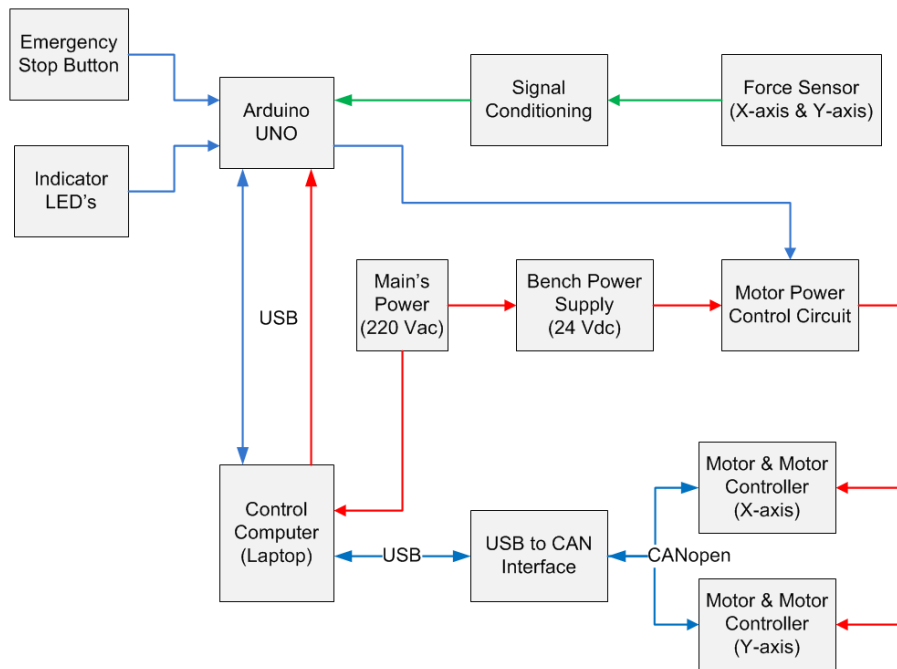 Emergency
Stop Button
Arduino
UNO
Signal
Conditioning
Force Sensor
(X-axis & Y-axis)
Indicator
LED's
Main's
Power
(220 Vac)
Bench Power
Supply
(24 Vdc)
Motor Power
Control Circuit
USB
Control
Computer
(Laptop)
USB
USB to CAN
Interface
CANopen
Motor & Motor
Controller
(X-axis)
Motor & Motor
Controller
(Y-axis)